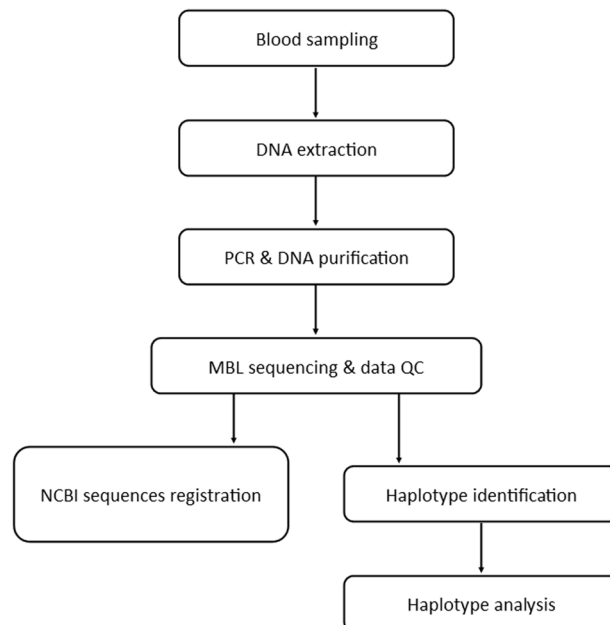 Blood sampling
DNA extraction
PCR & DNA purification
MBL sequencing & data QC
NCBI sequences registration
Haplotype identification
Haplotype analysis